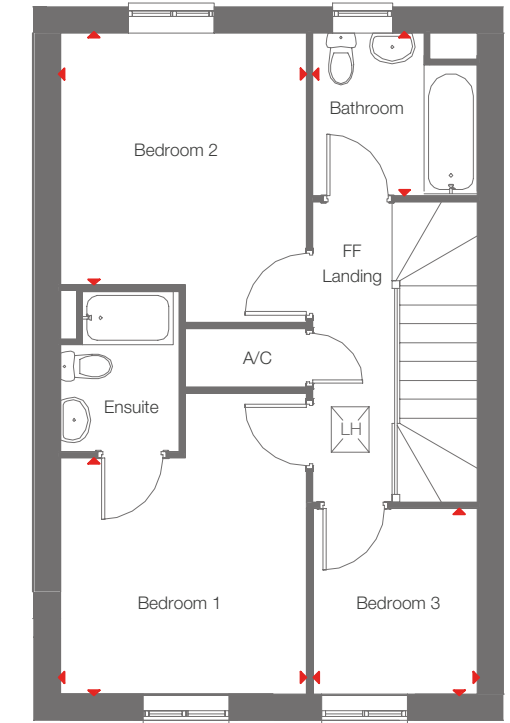 Bathroom
Bedroom 2
FF
Landing
A/C
Ensuite
LH
Bedroom 1
Bedroom 3